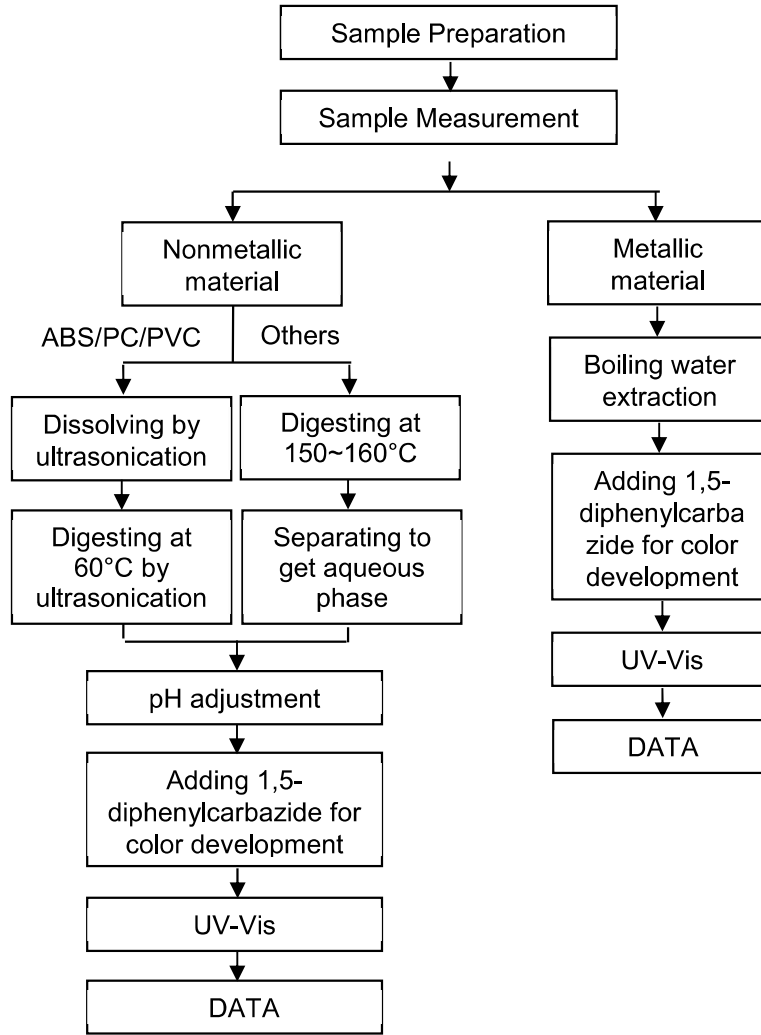 Sample Preparation
Sample Measurement
Nonmetallic
material
Metallic
material
ABS/PC/PVC
Others
Boiling water
extraction
Dissolving by
ultrasonication
Digesting at
150~160°C
Adding 1,5-
diphenylcarba
zide for color
development
Digesting at
60°C by
ultrasonication
Separating to
get aqueous
phase
UV-Vis
pH adjustment
DATA
Adding 1,5-
diphenylcarbazide for
color development
UV-Vis
DATA